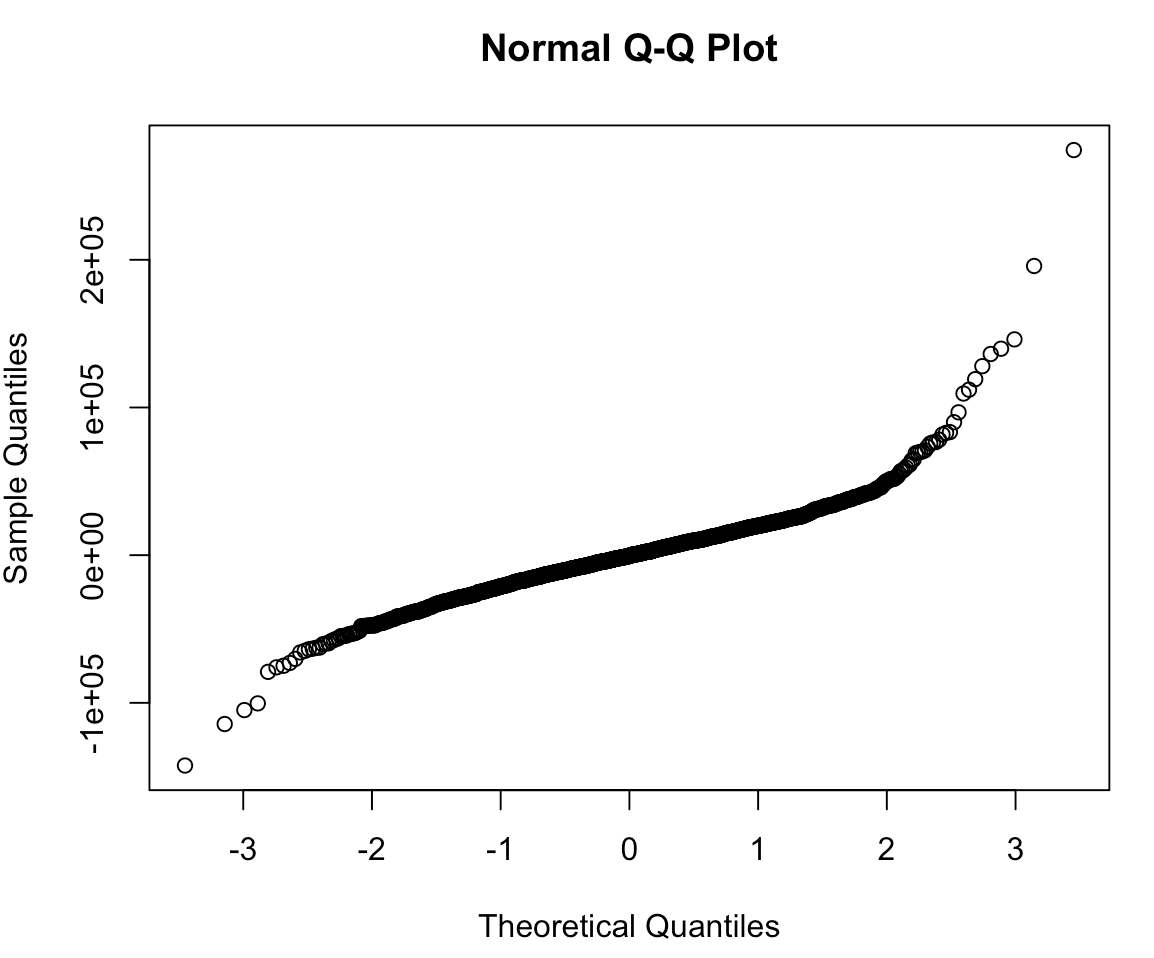 Normal Q-Q Plot
Sample Quantiles
2e+05
1e+05
0e+00
-1e+05
-3 -2 -1 0 1 2 3
Theoretical Quantiles